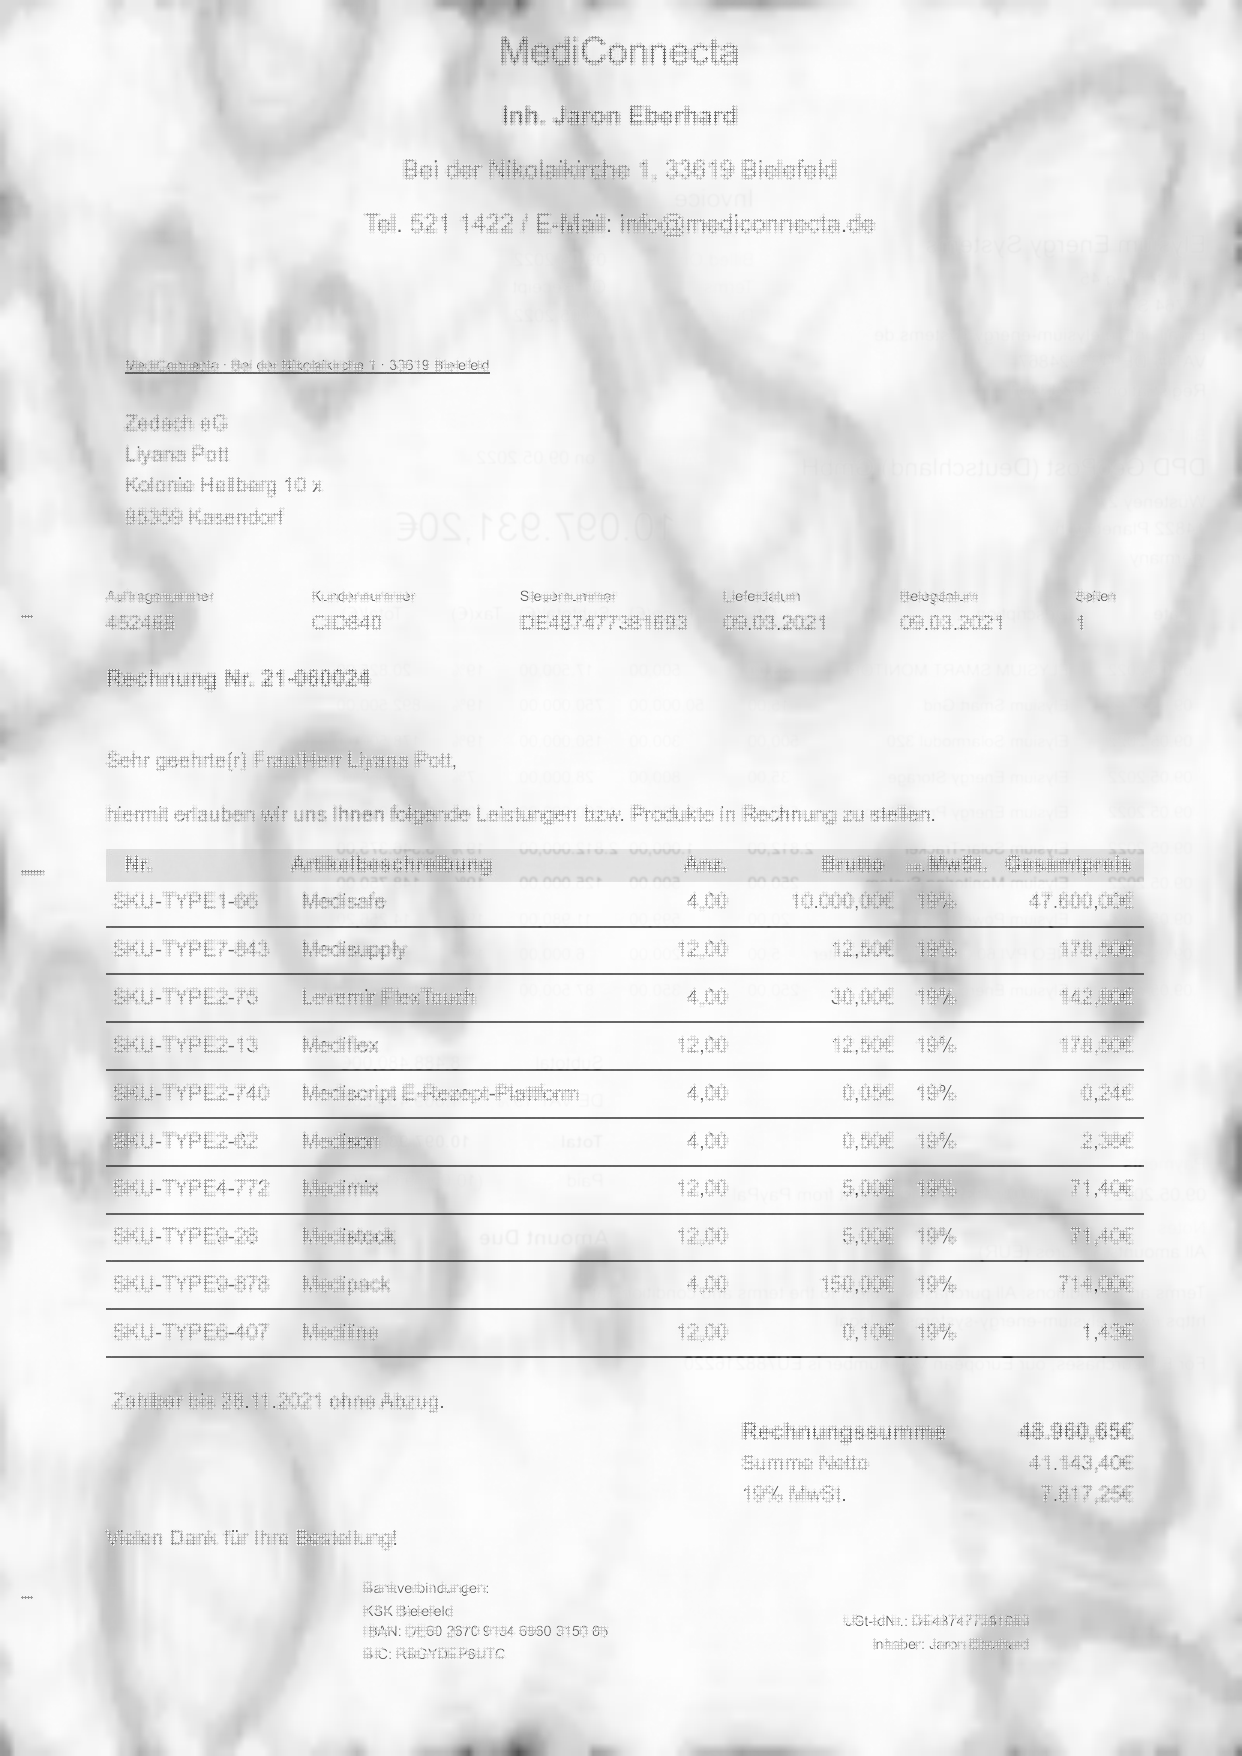 MediConnecta
Inh. Jaron Eberhard
Bei der Nikolaikirche 1, 33619 Bielefeld
Tel. 521 1422 / E-Mail: info@mediconnecta.de
MediConnecta · Bei der Nikolaikirche 1 · 33619 Bielefeld
Zedach eG
Liyana Pott
Kolonie Hellberg 10 x
95359 Kasendorf
Auftragsnummer Kundennummer Steuernummer Lieferdatum Belegdatum Seiten
452468 CID840 DE487477381693 09.03.2021 09.03.2021 1
Rechnung Nr. 21-060024
Sehr geehrte(r) Frau/Herr Liyana Pott,
hiermit erlauben wir uns Ihnen folgende Leistungen bzw. Produkte in Rechnung zu stellen.
Nr. Artikelbeschreibung Anz. Brutto MwSt. Gesamtpreis
SKU-TYPE1-66 Medisafe 4,00 10.000,00€ 19% 47.600,00€
SKU-TYPE7-843 Medisupply 12,00 12,50€ 19% 178,50€
SKU-TYPE2-75 Levemir FlexTouch 4,00 30,00€ 19% 142,80€
SKU-TYPE2-13 Mediflex 12,00 12,50€ 19% 178,50€
SKU-TYPE2-740 Mediscript E-Rezept-Plattform 4,00 0,05€ 19% 0,24€
SKU-TYPE2-62 Medison 4,00 0,50€ 19% 2,38€
SKU-TYPE4-772 Medimix 12,00 5,00€ 19% 71,40€
SKU-TYPE9-28 Medistock 12,00 5,00€ 19% 71,40€
SKU-TYPE9-878 Medipack 4,00 150,00€ 19% 714,00€
SKU-TYPE6-407 Mediline 12,00 0,10€ 19% 1,43€
Zahlbar bis 28.11.2021 ohne Abzug.
Rechnungssumme 48.960,65€
Summe Netto 41.143,40€
19% MwSt. 7.817,25€
Vielen Dank für Ihre Bestellung!
Bankverbindungen:
KSK Bielefeld
IBAN: DE60 2670 6860 3150
BIC:
USt-IdNr.: DE487477381693
Inhaber: Jaron Eberhard